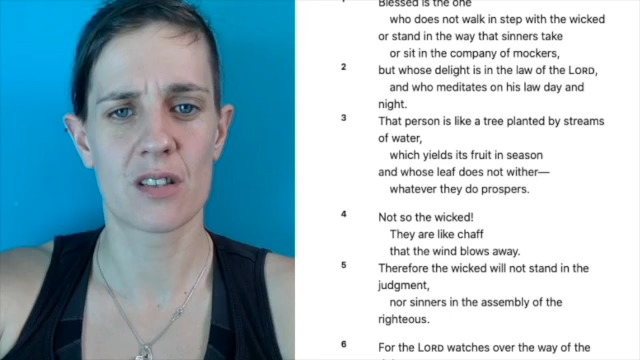 Blessed is the one
who does not walk in step with the wicked
or stand in the way that sinners take
or sit in the company of mockers,
2 but whose delight is in the law of the LORD,
and who meditates on his law day and
night.
3 That person is like a tree planted by streams
of water,
which yields its fruit in season
and whose leaf does not wither—
whatever they do prospers.
4 Not so the wicked!
They are like chaff
that the wind blows away.
5 Therefore the wicked will not stand in the
judgment,
nor sinners in the assembly of the
righteous.
6 For the LORD watches over the way of the